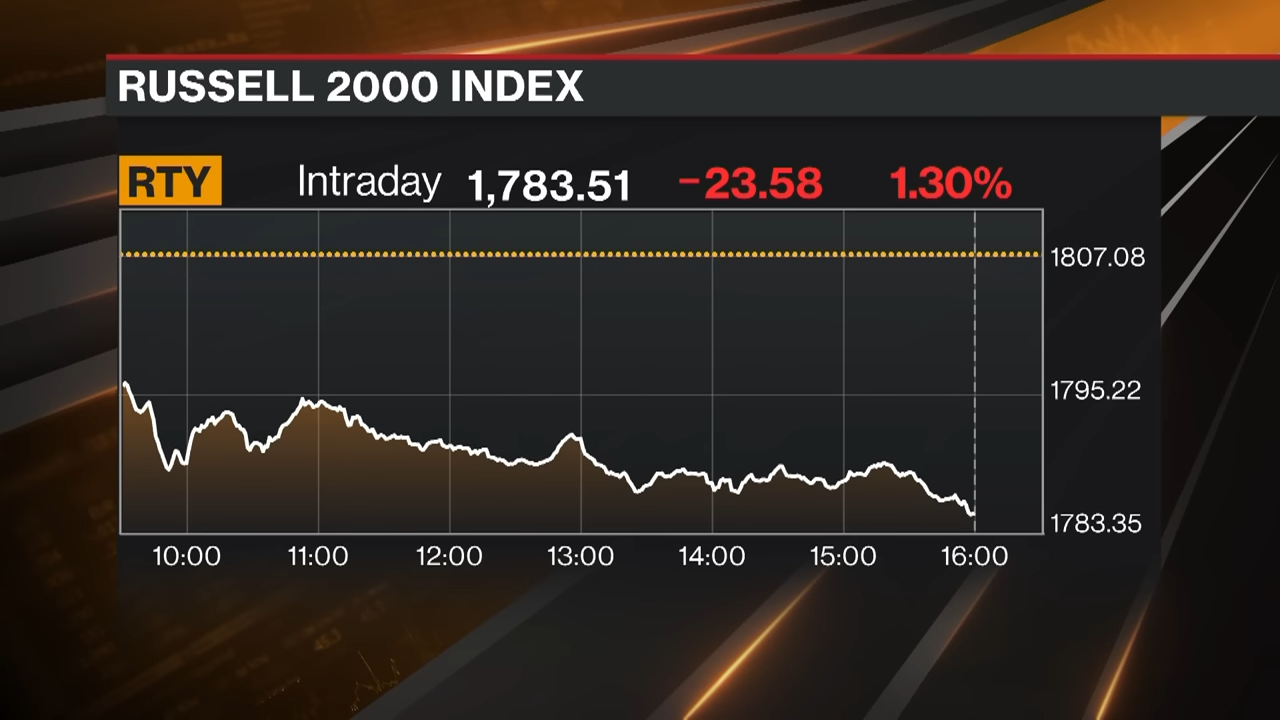 RUSSELL 2000 INDEX
RTY Intraday 1,783.51 -23.58 1.30%
1807.08
1795.22
1783.35
10:00 11:00 12:00 13:00 14:00 15:00 16:00